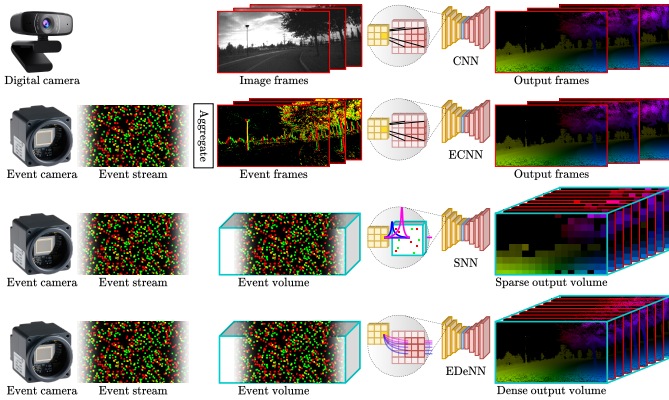 Digital camera
Image frames
CNN
Output frames
Aggregate
Event camera
Event stream
Event frames
ECNN
Output frames
Event camera
Event stream
Event volume
SNN
Sparse output volume
Event camera
Event stream
Event volume
EDeNN
Dense output volume